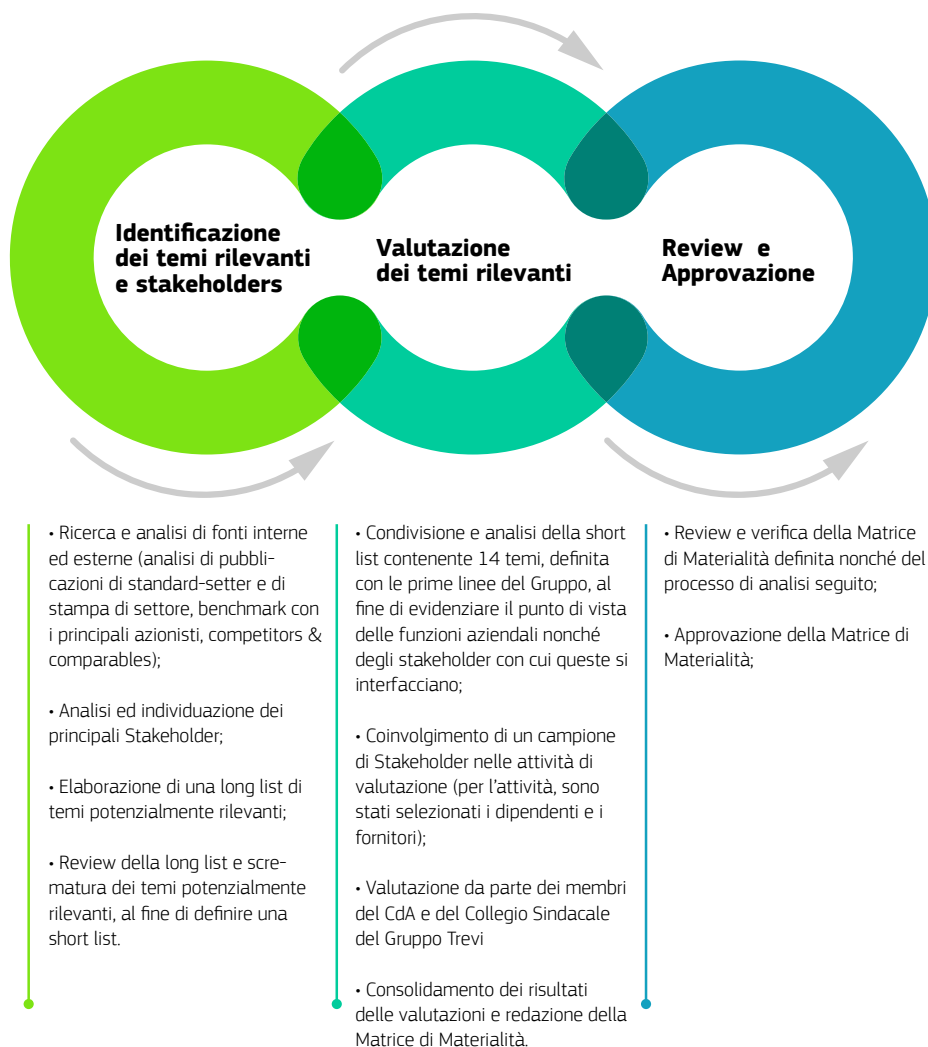 Identificazione
dei temi rilevanti
e stakeholders
Valutazione
dei temi rilevanti
Review e
Approvazione
• Ricerca e analisi di fonti interne
ed esterne (analisi di pubbli-
cazioni di standard-setter e di
stampa di settore, benchmark con
i principali azionisti, competitors &
comparables);
• Analisi ed individuazione dei
principali Stakeholder;
• Elaborazione di una long list di
temi potenzialmente rilevanti;
• Review della long list e scre-
matura dei temi potenzialmente
rilevanti, al fine di definire una
short list.
• Condivisione e analisi della short
list contenente 14 temi, definita
con le prime linee del Gruppo, al
fine di evidenziare il punto di vista
delle funzioni aziendali nonché
degli stakeholder con cui queste si
interfacciano;
• Coinvolgimento di un campione
di Stakeholder nelle attività di
valutazione (per l'attività, sono
stati selezionati i dipendenti e i
fornitori);
• Valutazione da parte dei membri
del CdA e del Collegio Sindacale
del Gruppo Trevi
• Consolidamento dei risultati
delle valutazioni e redazione della
Matrice di Materialità.
• Review e verifica della Matrice
di Materialità definita nonché del
processo di analisi seguito;
• Approvazione della Matrice di
Materialità;